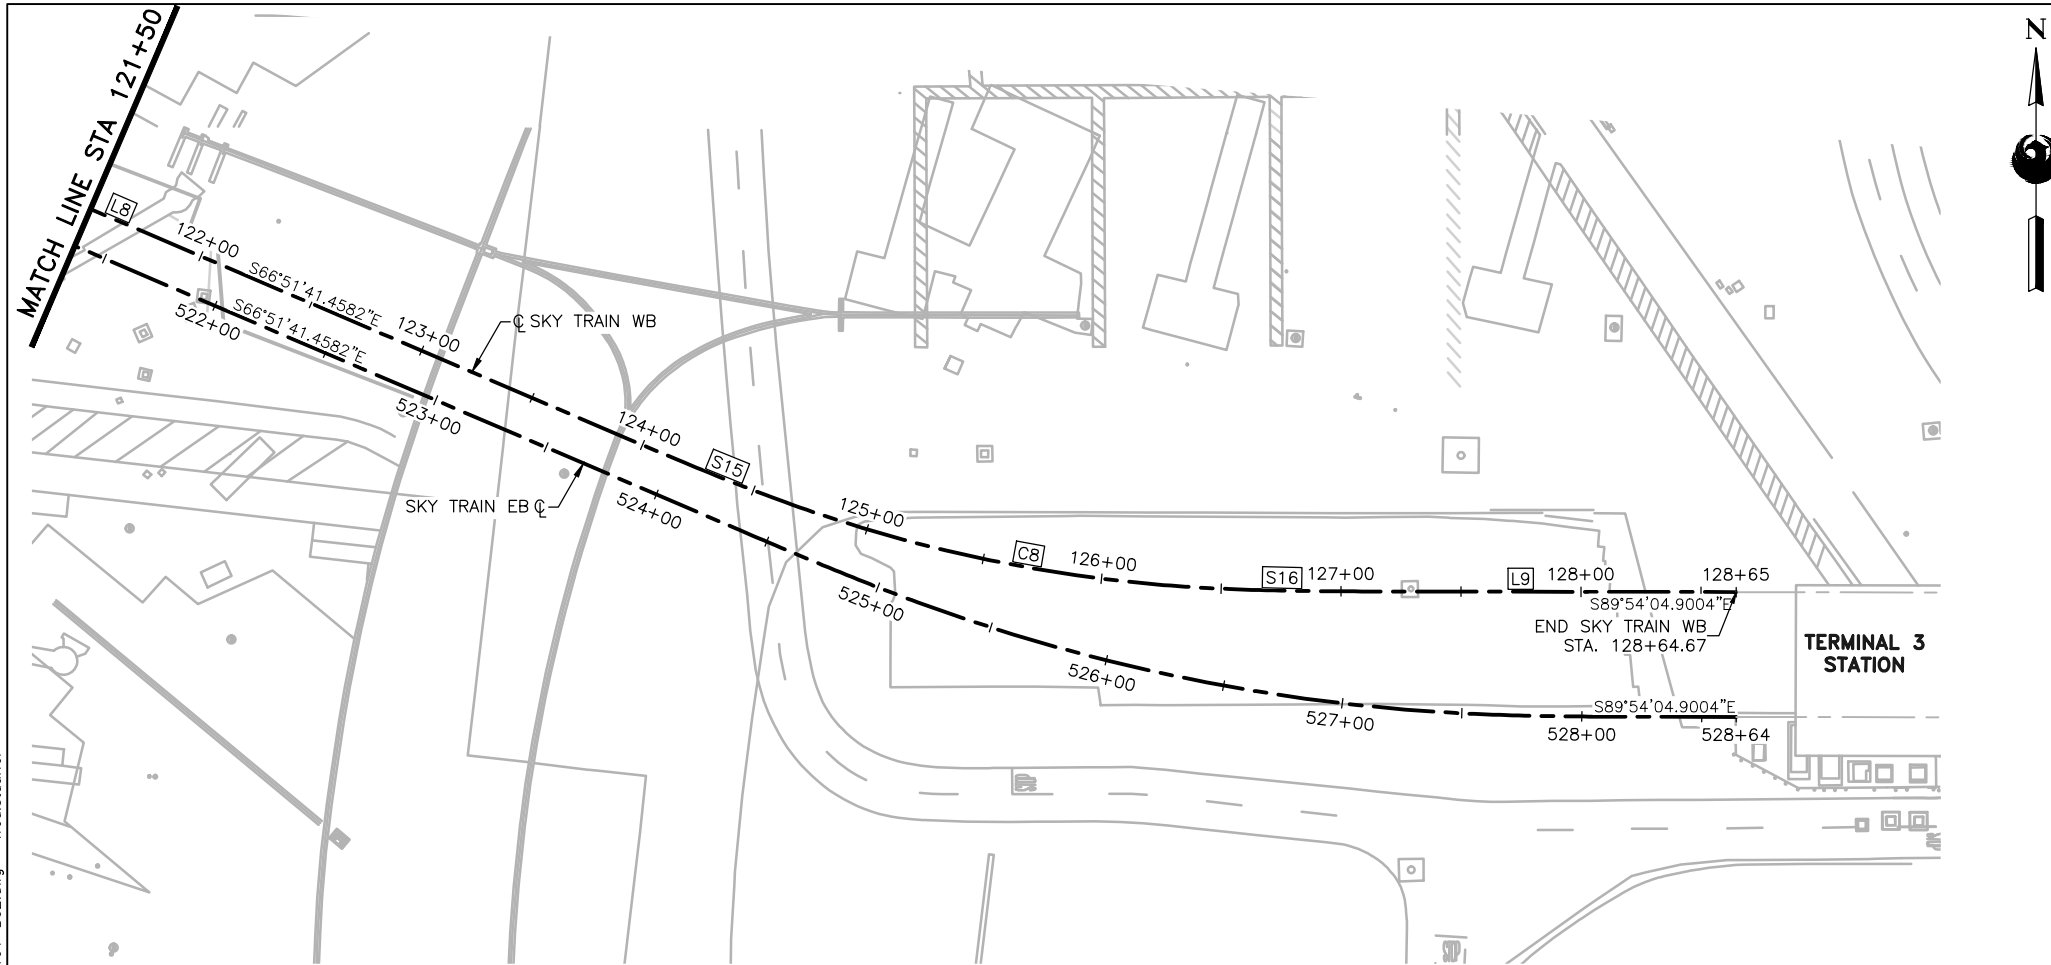 MATCH LINE STA 121+50
N
L8
122+00
S66°51'41.4582"E
123+00
℄ SKY TRAIN WB
522+00
S66°51'41.4582"E
523+00
124+00
S15
SKY TRAIN EB ℄
524+00
125+00
C8
126+00
S16
127+00
L9
128+00
128+65
S89°54'04.9004"E
END SKY TRAIN WB
STA. 128+64.67
TERMINAL 3
STATION
525+00
526+00
527+00
S89°54'04.9004"E
528+00
528+64